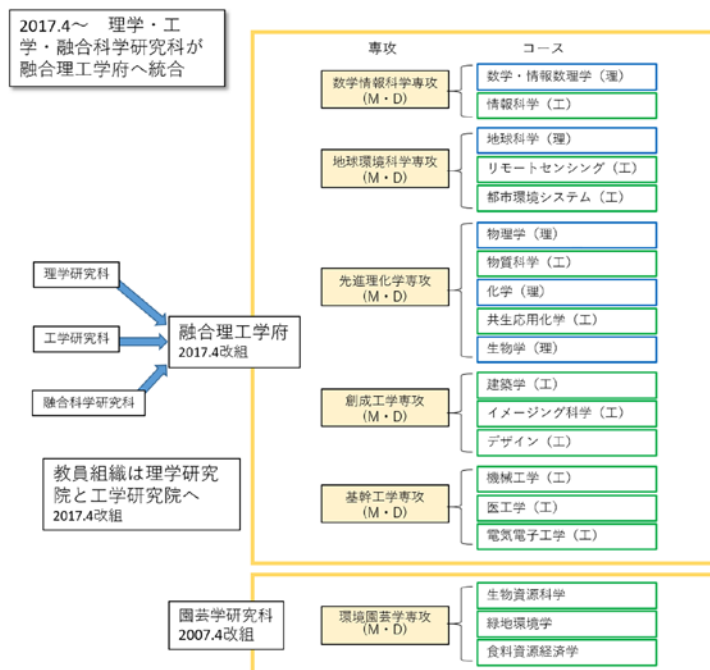 2017.4～　理学・工
学・融合科学研究科が
融合理工学府へ統合
専攻
コース
数学情報科学専攻
(M・D)
数学・情報数理学（理）
情報科学（工）
地球環境科学専攻
(M・D)
地球科学（理）
リモートセンシング（工）
都市環境システム（工）
理学研究科
工学研究科
融合科学研究科
融合理工学府
2017.4改組
先進理化学専攻
(M・D)
物理学（理）
物質科学（工）
化学（理）
共生応用化学（工）
生物学（理）
創成工学専攻
(M・D)
建築学（工）
イメージング科学（工）
デザイン（工）
教員組織は理学研究
院と工学研究院へ
2017.4改組
基幹工学専攻
(M・D)
機械工学（工）
医工学（工）
電気電子工学（工）
園芸学研究科
2007.4改組
環境園芸学専攻
(M・D)
生物資源科学
緑地環境学
食料資源経済学